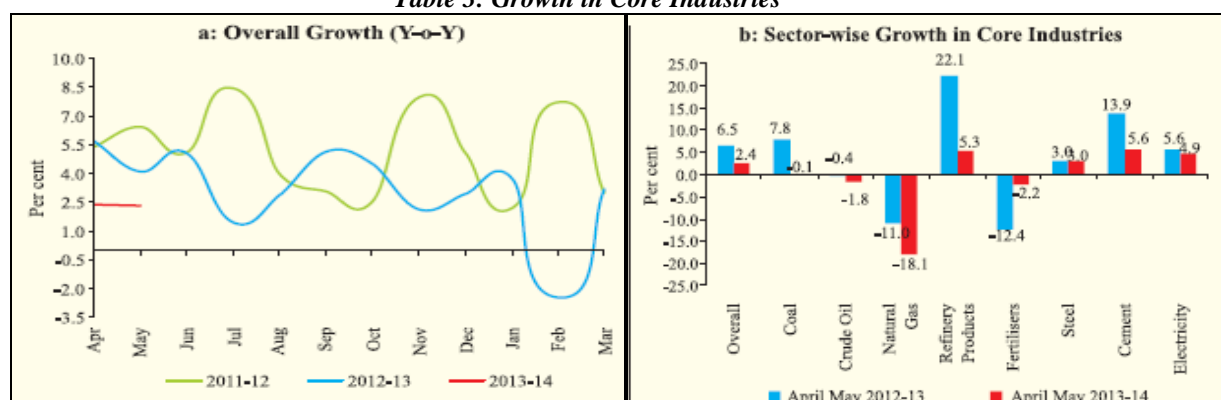 Table 3: Growth in Core Industries
a: Overall Growth (Y–o–Y)
10.0
8.5
7.0
5.5
4.0
2.5
1.0
–0.5
–2.0
–3.5
Per cent
Apr
May
Jun
Jul
Aug
Sep
Oct
Nov
Dec
Jan
Feb
Mar
2011-12
2012-13
2013-14
b: Sector–wise Growth in Core Industries
25.0
20.0
15.0
10.0
5.0
0.0
-5.0
-10.0
-15.0
-20.0
-25.0
Per cent
6.5
2.4
7.8
–0.1
–0.4
–1.8
–11.0
–18.1
22.1
5.3
–12.4
–2.2
3.0
3.0
13.9
5.6
5.6
4.9
Overall
Coal
Crude Oil
Natural
Gas
Refinery
Products
Fertilisers
Steel
Cement
Electricity
April May 2012-13
April May 2013-14